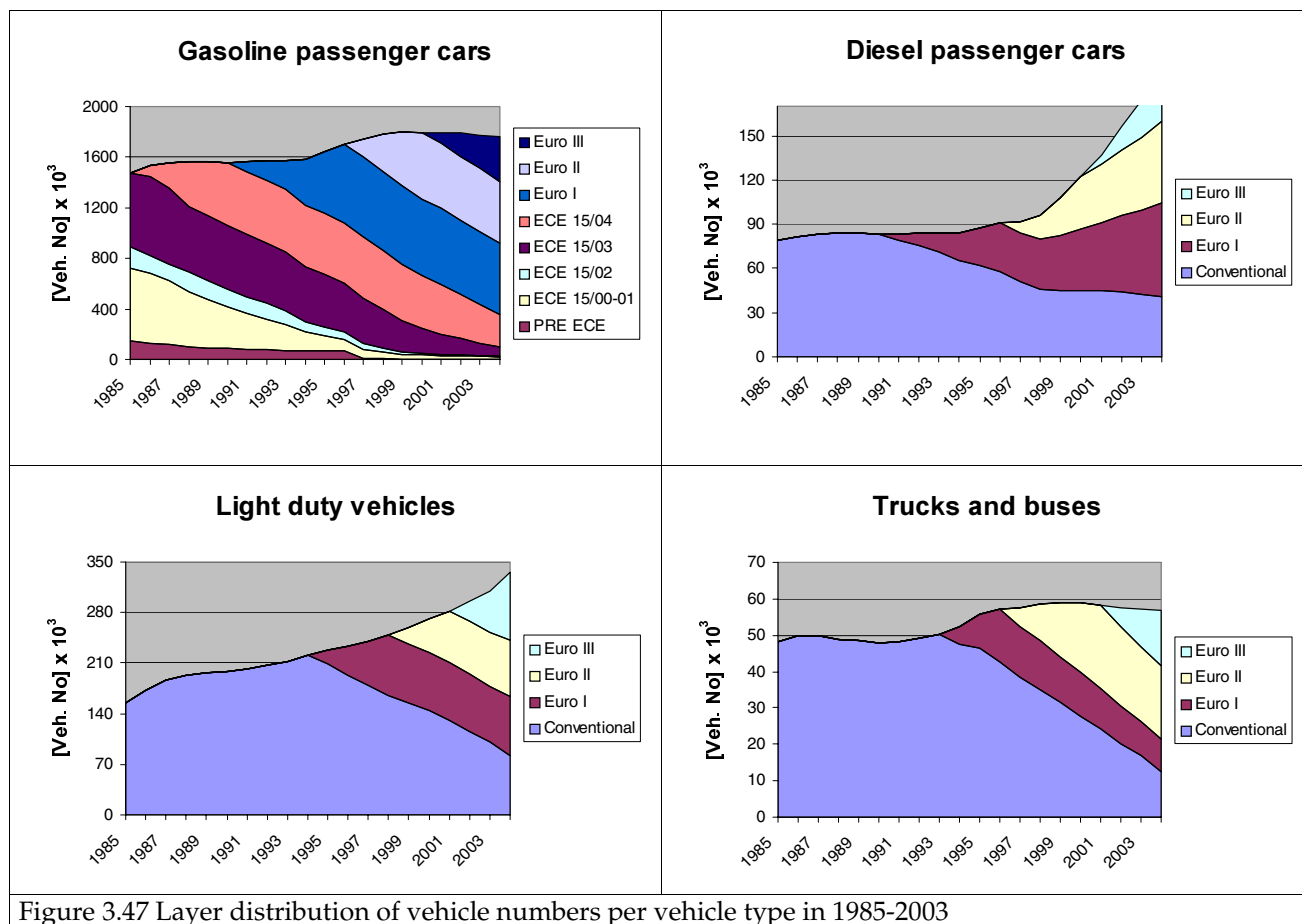 Gasoline passenger cars
[Veh. No] x 10³
2000
1600
1200
800
400
0
1985
1987
1989
1991
1993
1995
1997
1999
2001
2003
Euro III
Euro II
Euro I
ECE 15/04
ECE 15/03
ECE 15/02
ECE 15/00-01
PRE ECE
Diesel passenger cars
[Veh. No] x 10³
150
120
90
60
30
0
1985
1987
1989
1991
1993
1995
1997
1999
2001
2003
Euro III
Euro II
Euro I
Conventional
Light duty vehicles
[Veh. No] x 10³
350
280
210
140
70
0
1985
1987
1989
1991
1993
1995
1997
1999
2001
2003
Euro III
Euro II
Euro I
Conventional
Trucks and buses
[Veh. No] x 10³
70
60
50
40
30
20
10
0
1985
1987
1989
1991
1993
1995
1997
1999
2001
2003
Euro III
Euro II
Euro I
Conventional
Figure 3.47 Layer distribution of vehicle numbers per vehicle type in 1985-2003